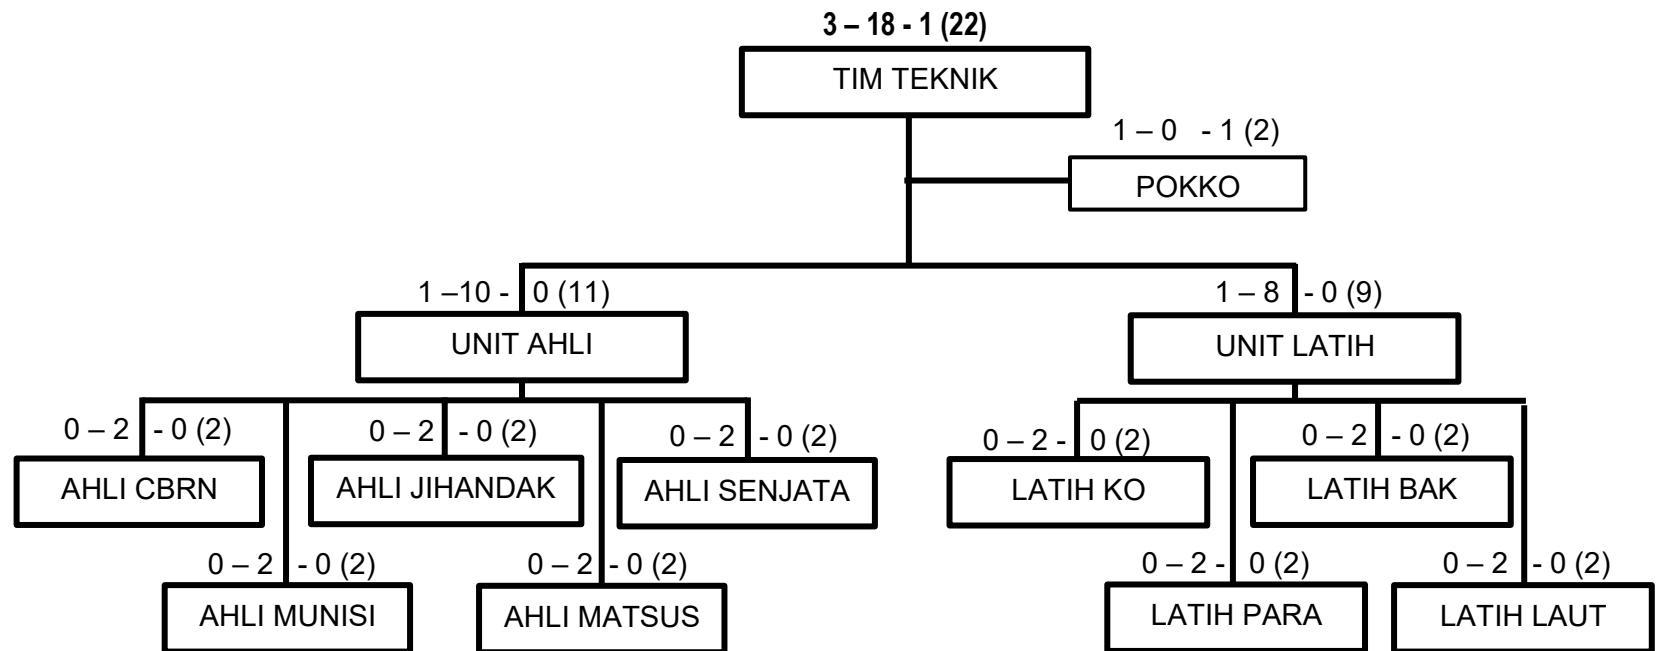 3 – 18 - 1 (22)
TIM TEKNIK
1 – 0 - 1 (2)
POKKO
1 –10 - 0 (11)
UNIT AHLI
1 – 8 - 0 (9)
UNIT LATIH
0 – 2 - 0 (2)
AHLI CBRN
0 – 2 - 0 (2)
AHLI MUNISI
0 – 2 - 0 (2)
AHLI JIHANDAK
0 – 2 - 0 (2)
AHLI MATSUS
0 – 2 - 0 (2)
AHLI SENJATA
0 – 2 - 0 (2)
LATIH KO
0 – 2 - 0 (2)
LATIH PARA
0 – 2 - 0 (2)
LATIH BAK
0 – 2 - 0 (2)
LATIH LAUT